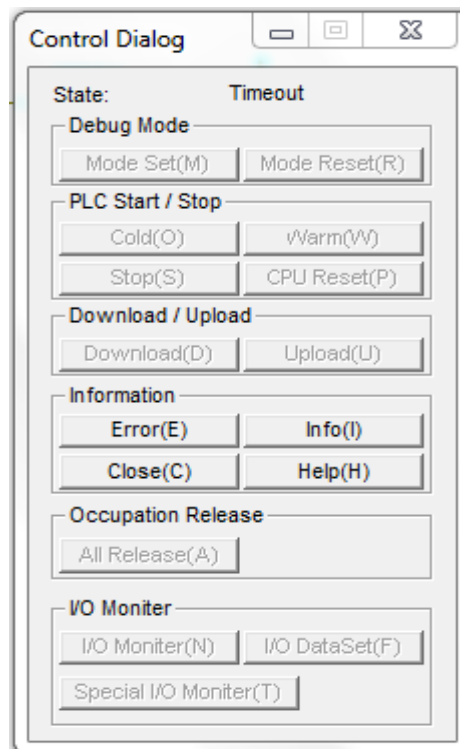 Control Dialog
State: Timeout
Debug Mode
Mode Set(M) Mode Reset(R)
PLC Start / Stop
Cold(O) Warm(W)
Stop(S) CPU Reset(P)
Download / Upload
Download(D) Upload(U)
Information
Error(E) Info(I)
Close(C) Help(H)
Occupation Release
All Release(A)
I/O Moniter
I/O Moniter(N) I/O DataSet(F)
Special I/O Moniter(T)